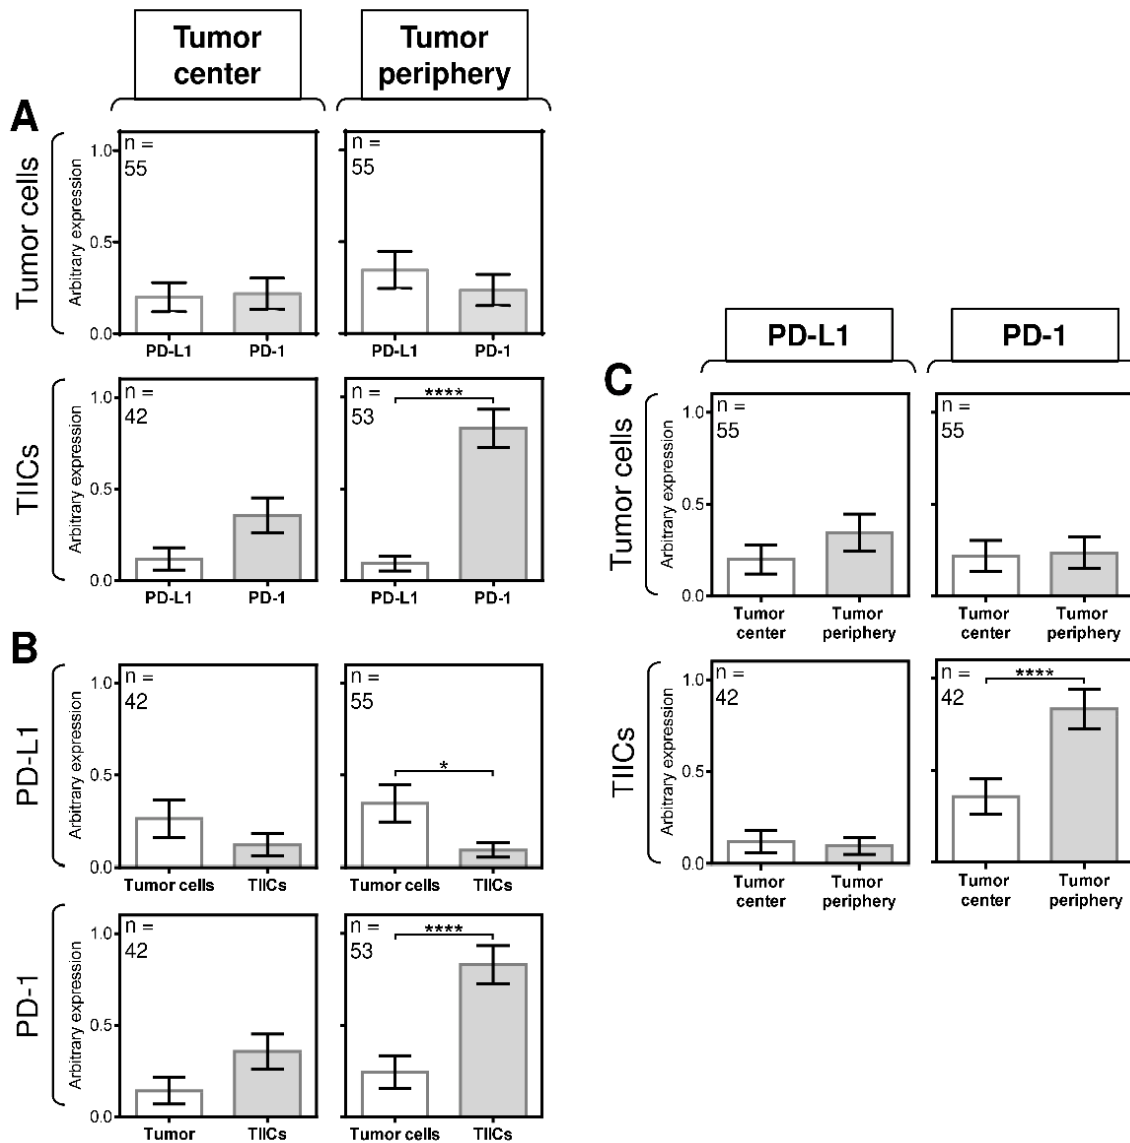 Tumor
center
Tumor
periphery
A
Tumor cells
Arbitrary expression
1.0
0.5
0.0
n =
55
PD-L1
PD-1
n =
55
PD-L1
PD-1
TIICs
Arbitrary expression
1.0
0.5
0.0
n =
42
PD-L1
PD-1
n =
53
****
PD-L1
PD-1
B
PD-L1
Arbitrary expression
1.0
0.5
0.0
n =
42
Tumor cells
TIICs
n =
55
*
Tumor cells
TIICs
PD-1
Arbitrary expression
1.0
0.5
0.0
n =
42
Tumor
TIICs
n =
53
****
Tumor cells
TIICs
C
PD-L1
PD-1
Tumor cells
Arbitrary expression
1.0
0.5
0.0
n =
55
Tumor
center
Tumor
periphery
n =
55
Tumor
center
Tumor
periphery
TIICs
Arbitrary expression
1.0
0.5
0.0
n =
42
Tumor
center
Tumor
periphery
n =
42
****
Tumor
center
Tumor
periphery